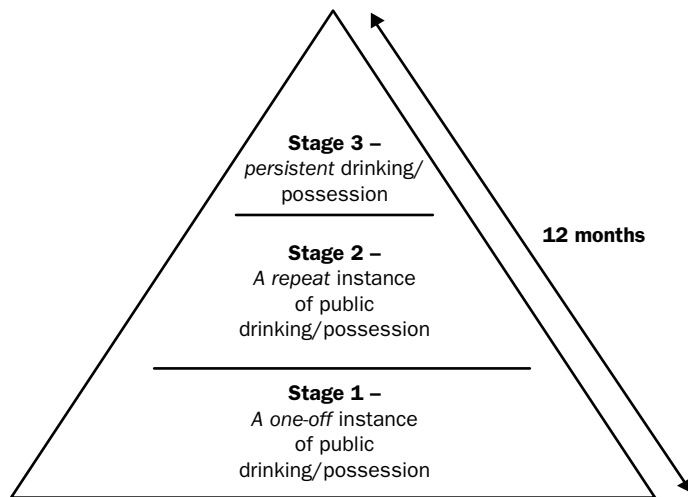 Stage 3 –
persistent drinking/
possession
12 months
Stage 2 –
A repeat instance
of public
drinking/possession
Stage 1 –
A one-off instance
of public
drinking/possession